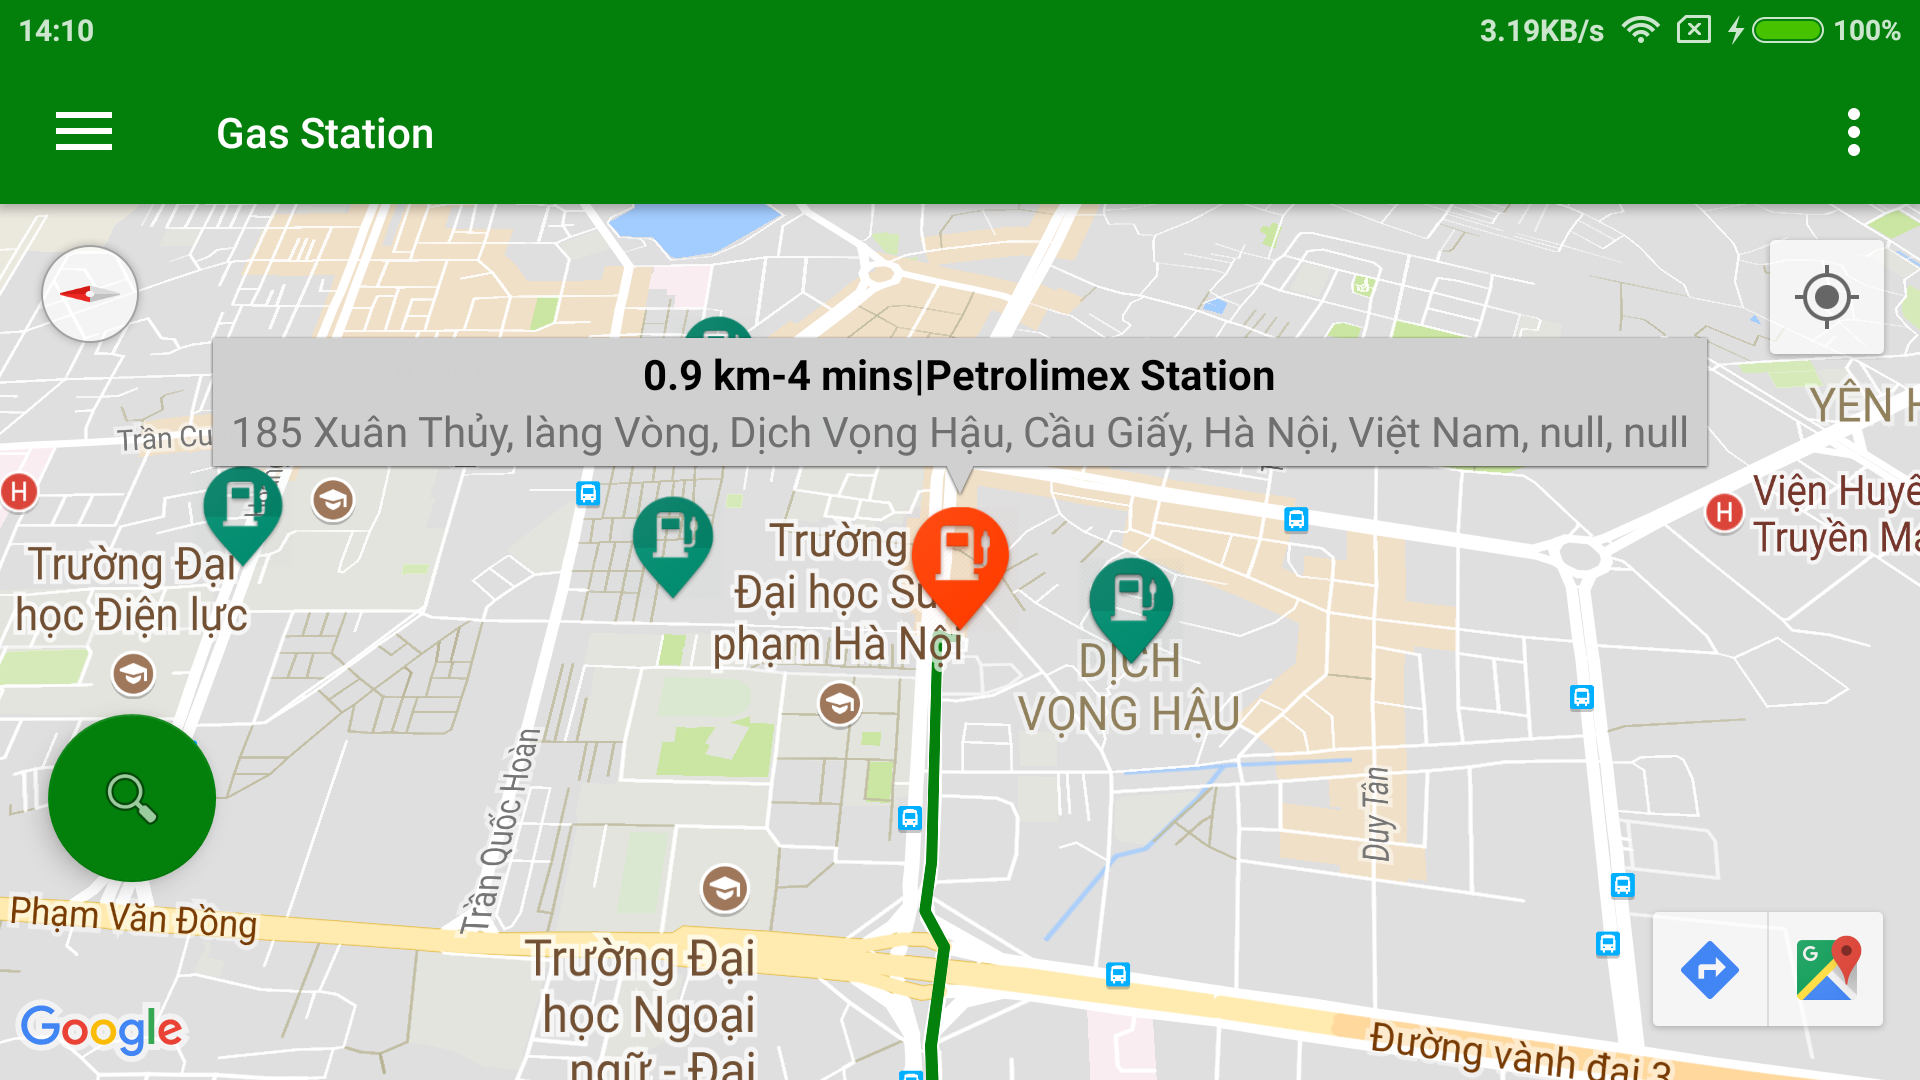 14:10
3.19KB/s
100%
Gas Station
0.9 km-4 mins|Petrolimex Station
185 Xuân Thủy, làng Vòng, Dịch Vọng Hậu, Cầu Giấy, Hà Nội, Việt Nam, null, null
YÊN H
Trần Cu
H
H
Viện Huyế
Truyền Má
Trường Đại
học Điện lực
Trường
Đại học Sư
phạm Hà Nội
DỊCH
VỌNG HẬU
Trần Quốc Hoàn
Duy Tân
Phạm Văn Đồng
Trường Đại
học Ngoại
ngữ - Đại
Đường vành đai 3
Google
G